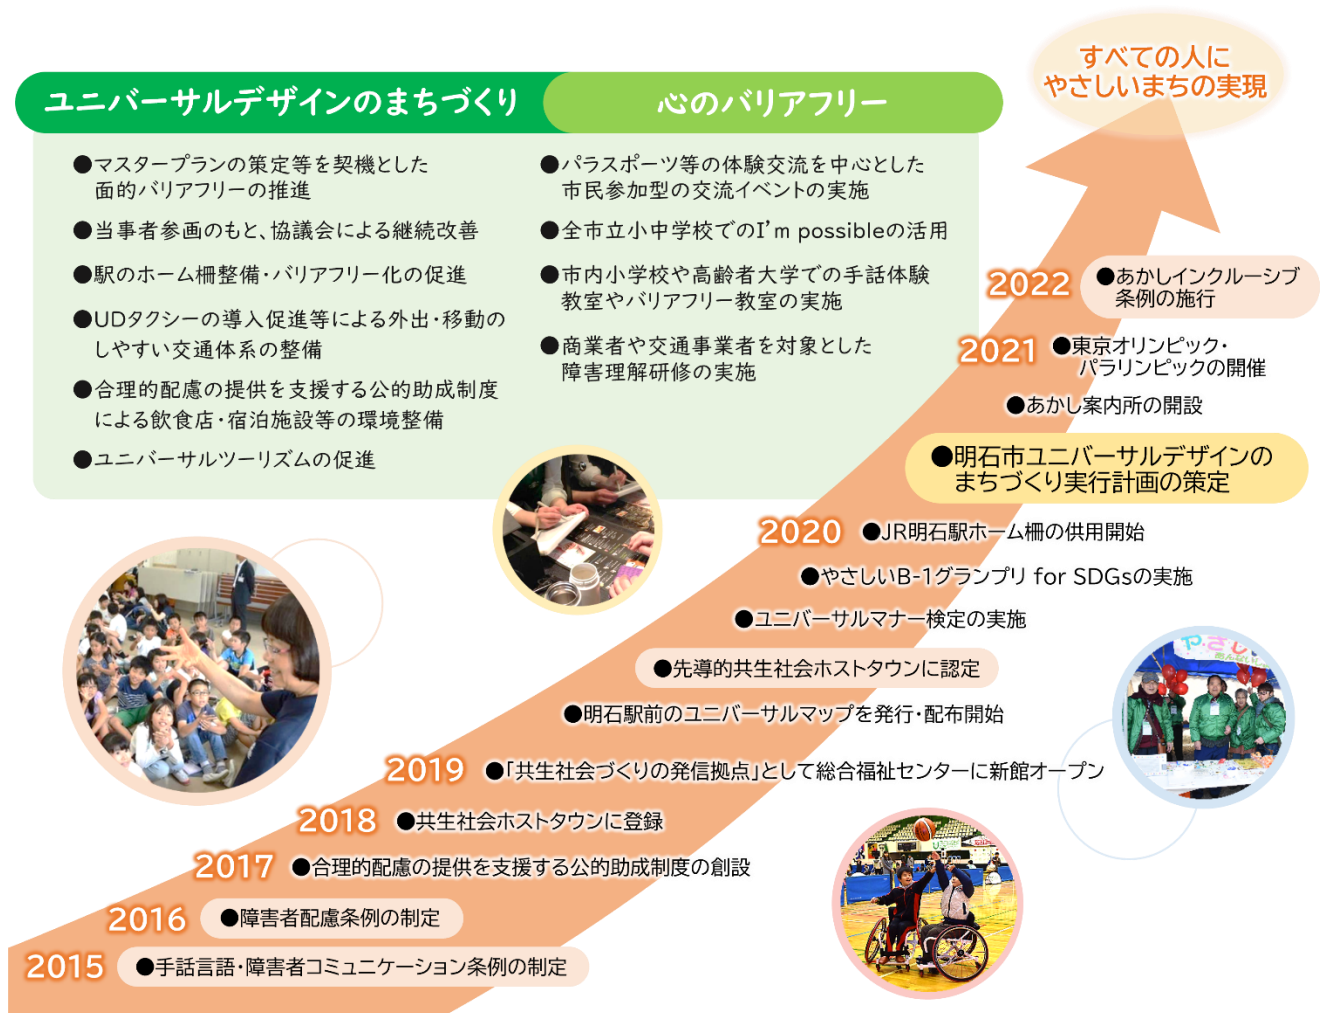 すべての人に
やさしいまちの実現
ユニバーサルデザインのまちづくり
心のバリアフリー
●マスタープランの策定等を契機とした
面的バリアフリーの推進
●当事者参画のもと、協議会による継続改善
●駅のホーム柵整備・バリアフリー化の促進
●UDタクシーの導入促進等による外出・移動の
しやすい交通体系の整備
●合理的配慮の提供を支援する公的助成制度
による飲食店・宿泊施設等の環境整備
●ユニバーサルツーリズムの促進
●パラスポーツ等の体験交流を中心とした
市民参加型の交流イベントの実施
●全市立小中学校でのI'm possibleの活用
●市内小学校や高齢者大学での手話体験
教室やバリアフリー教室の実施
●商業者や交通事業者を対象とした
障害理解研修の実施
2022 ●あかしインクルーシブ
条例の施行
2021 ●東京オリンピック・
パラリンピックの開催
●あかし案内所の開設
●明石市ユニバーサルデザインの
まちづくり実行計画の策定
2020 ●JR明石駅ホーム柵の供用開始
●やさしいB-1グランプリ for SDGsの実施
●ユニバーサルマナー検定の実施
●先導的共生社会ホストタウンに認定
●明石駅前のユニバーサルマップを発行・配布開始
2019 ●「共生社会づくりの発信拠点」として総合福祉センターに新館オープン
2018 ●共生社会ホストタウンに登録
2017 ●合理的配慮の提供を支援する公的助成制度の創設
2016 ●障害者配慮条例の制定
2015 ●手話言語・障害者コミュニケーション条例の制定
やさし